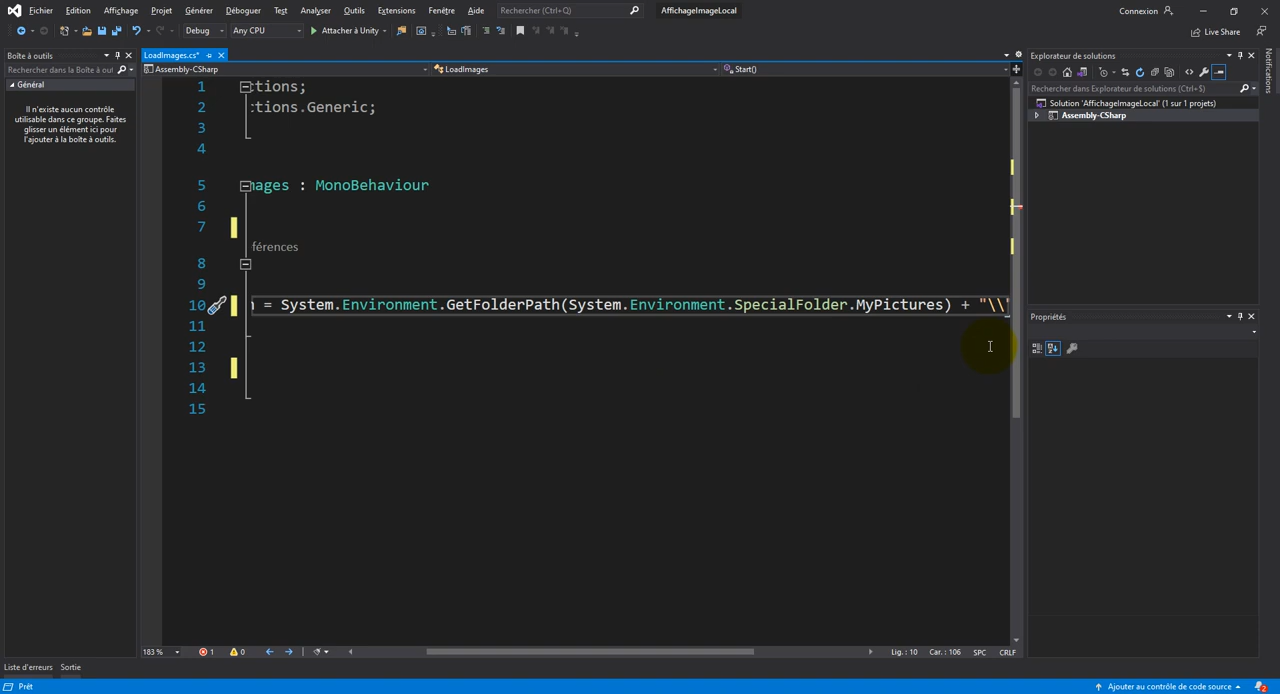 Fichier Edition Affichage Projet Générer Déboguer Test Analyser Outils Extensions Fenêtre Aide Rechercher (Ctrl+Q) AffichageImageLocal Connexion
Debug Any CPU Attacher à Unity Live Share
Boîte à outils
Rechercher dans la Boîte à out
Général
Il n'existe aucun contrôle
utilisable dans ce groupe. Faites
glisser un élément ici pour
l'ajouter à la boîte à outils.
LoadImages.cs*
Assembly-CSharp LoadImages Start()
1 :tions;
2 :tions.Generic;
3
4
5 mages : MonoBehaviour
6
7
férences
8
9
10 = System.Environment.GetFolderPath(System.Environment.SpecialFolder.MyPictures) + "\\"
11
12
13
14
15
183 % 1 0 Lig. : 10 Car. : 106 SPC CRLF
Explorateur de solutions
Rechercher dans Explorateur de solutions (Ctrl+$)
Solution 'AffichageImageLocal' (1 sur 1 projets)
Assembly-CSharp
Propriétés
Notifications
Liste d'erreurs Sortie
Prêt Ajouter au contrôle de code source 2